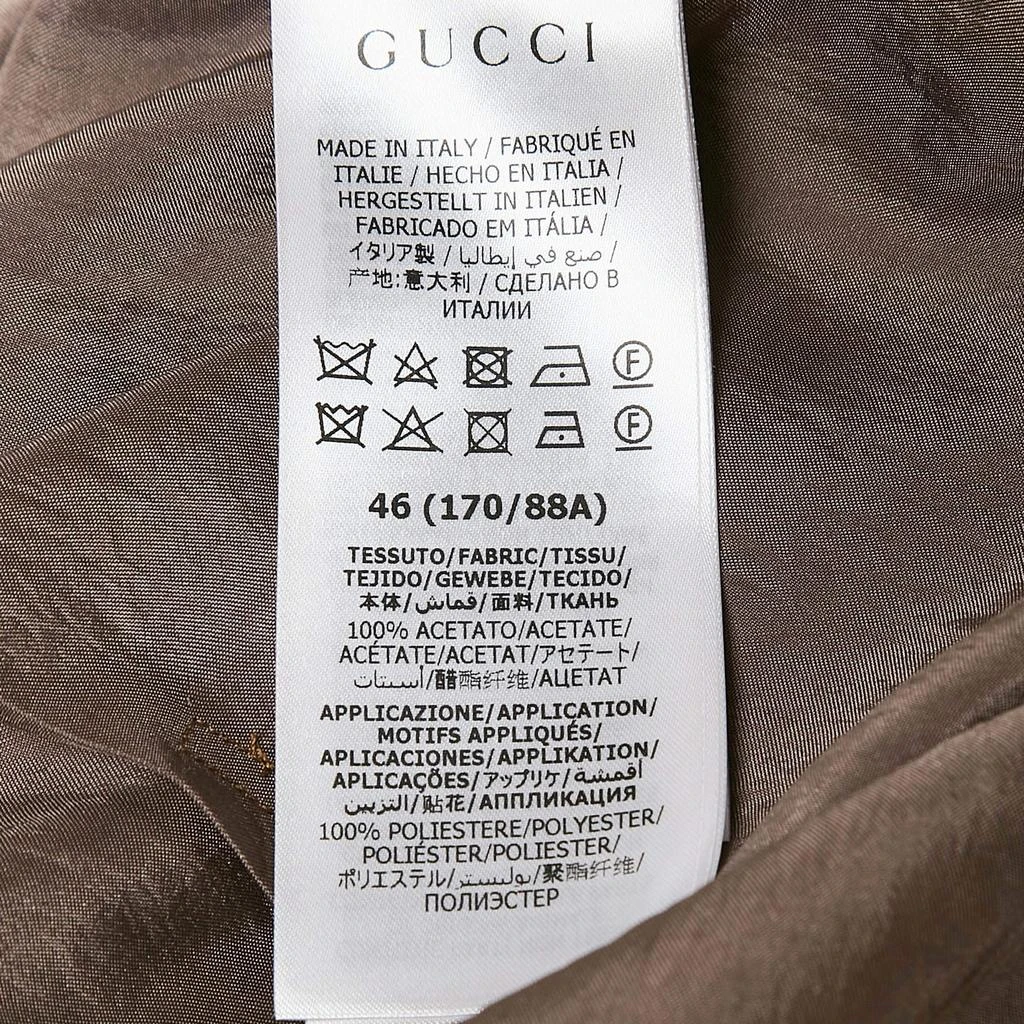 GUCCI
MADE IN ITALY / FABRIQUÉ EN
ITALIE / HECHO EN ITALIA /
HERGESTELLT IN ITALIEN /
FABRICADO EM ITÁLIA /
イタリア製 / صنع في إيطاليا /
产地:意大利 / СДЕЛАНО В
ИТАЛИИ
F
F
46 (170/88A)
TESSUTO/FABRIC/TISSU/
TEJIDO/GEWEBE/TECIDO/
本体/قماش/面料/ТКАНЬ
100% ACETATO/ACETATE/
ACÉTATE/ACETAT/アセテート/
أسيتات/醋酯纤维/АЦЕТАТ
APPLICAZIONE/APPLICATION/
MOTIFS APPLIQUÉS/
APLICACIONES/APPLIKATION/
APLICAÇÕES/アップリケ/أقمشة
التزيين/贴花/АППЛИКАЦИЯ
100% POLIESTERE/POLYESTER/
POLIÉSTER/POLIESTER/
ポリエステル/بوليستر/聚酯纤维/
ПОЛИЭСТЕР